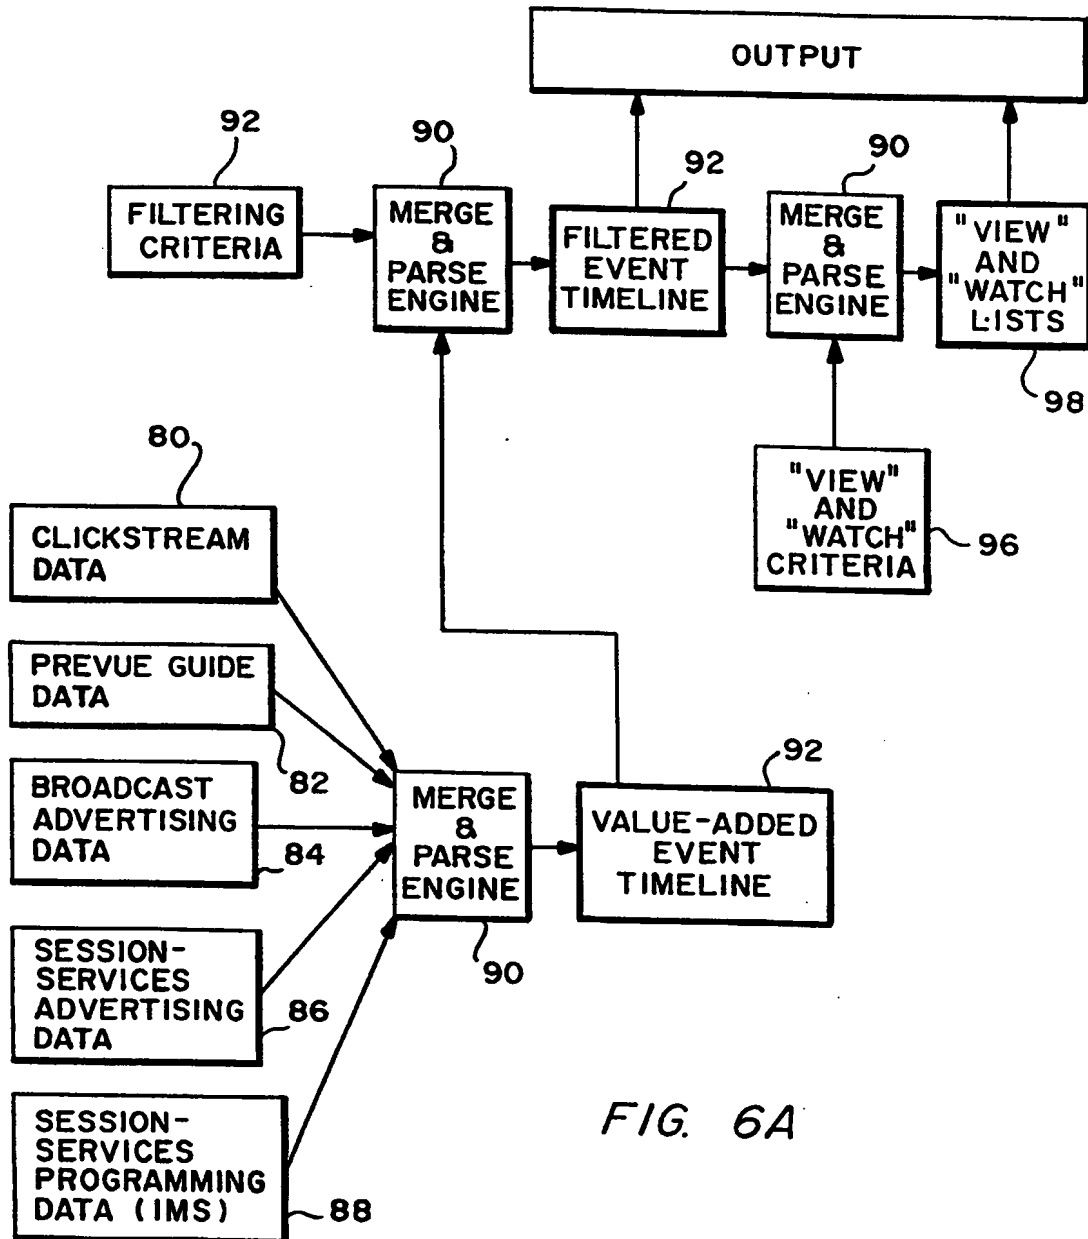 OUTPUT
92
FILTERING
CRITERIA
90
MERGE
&
PARSE
ENGINE
92
FILTERED
EVENT
TIMELINE
90
MERGE
&
PARSE
ENGINE
"VIEW"
AND
"WATCH"
LISTS
98
"VIEW"
AND
"WATCH"
CRITERIA
96
80
CLICKSTREAM
DATA
PREVUE GUIDE
DATA
82
BROADCAST
ADVERTISING
DATA
84
SESSION-
SERVICES
ADVERTISING
DATA
86
SESSION-
SERVICES
PROGRAMMING
DATA (IMS)
88
MERGE
&
PARSE
ENGINE
90
92
VALUE-ADDED
EVENT
TIMELINE
FIG. 6A